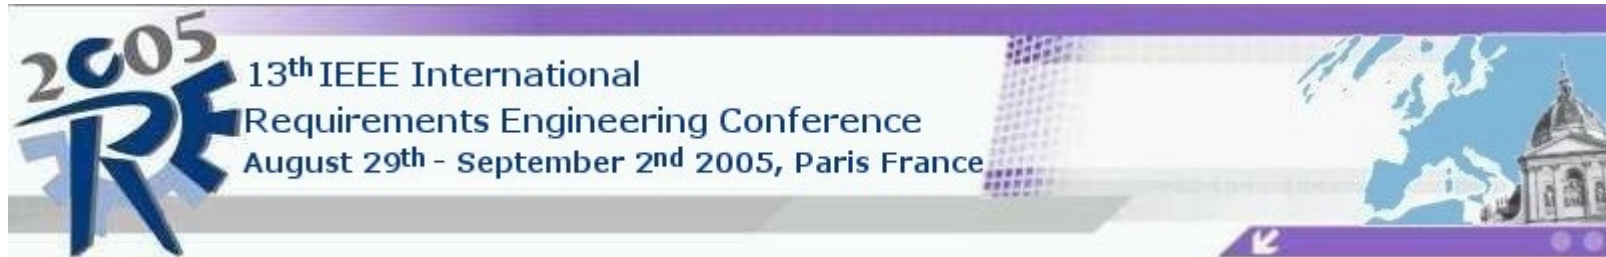 2005
RE
13th IEEE International
Requirements Engineering Conference
August 29th - September 2nd 2005, Paris France